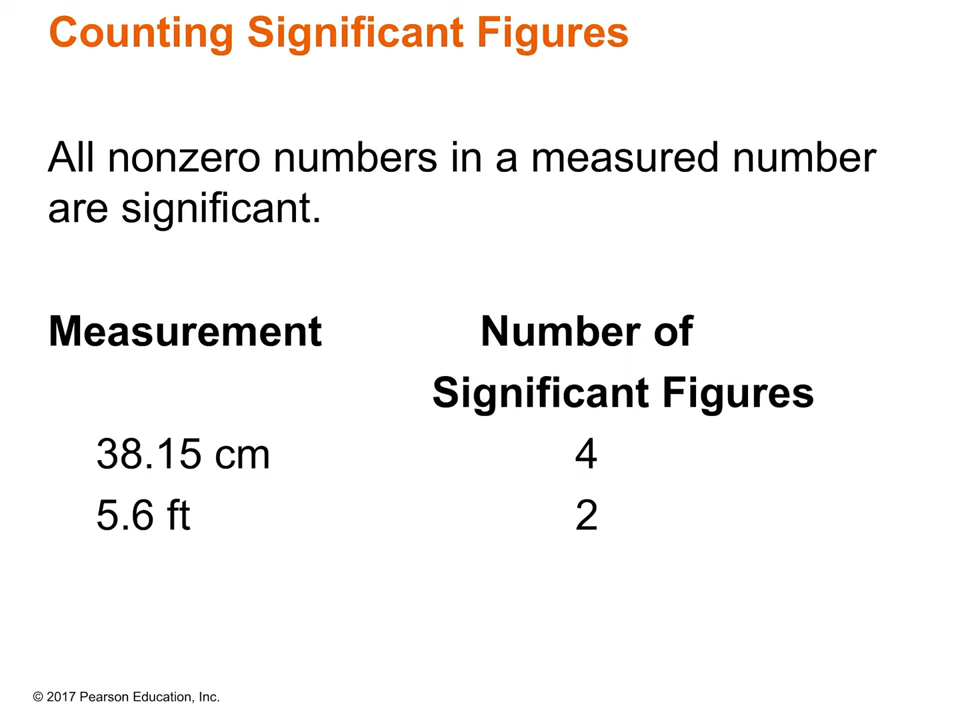 Counting Significant Figures
All nonzero numbers in a measured number
are significant.
Measurement Number of
Significant Figures
38.15 cm 4
5.6 ft 2
© 2017 Pearson Education, Inc.